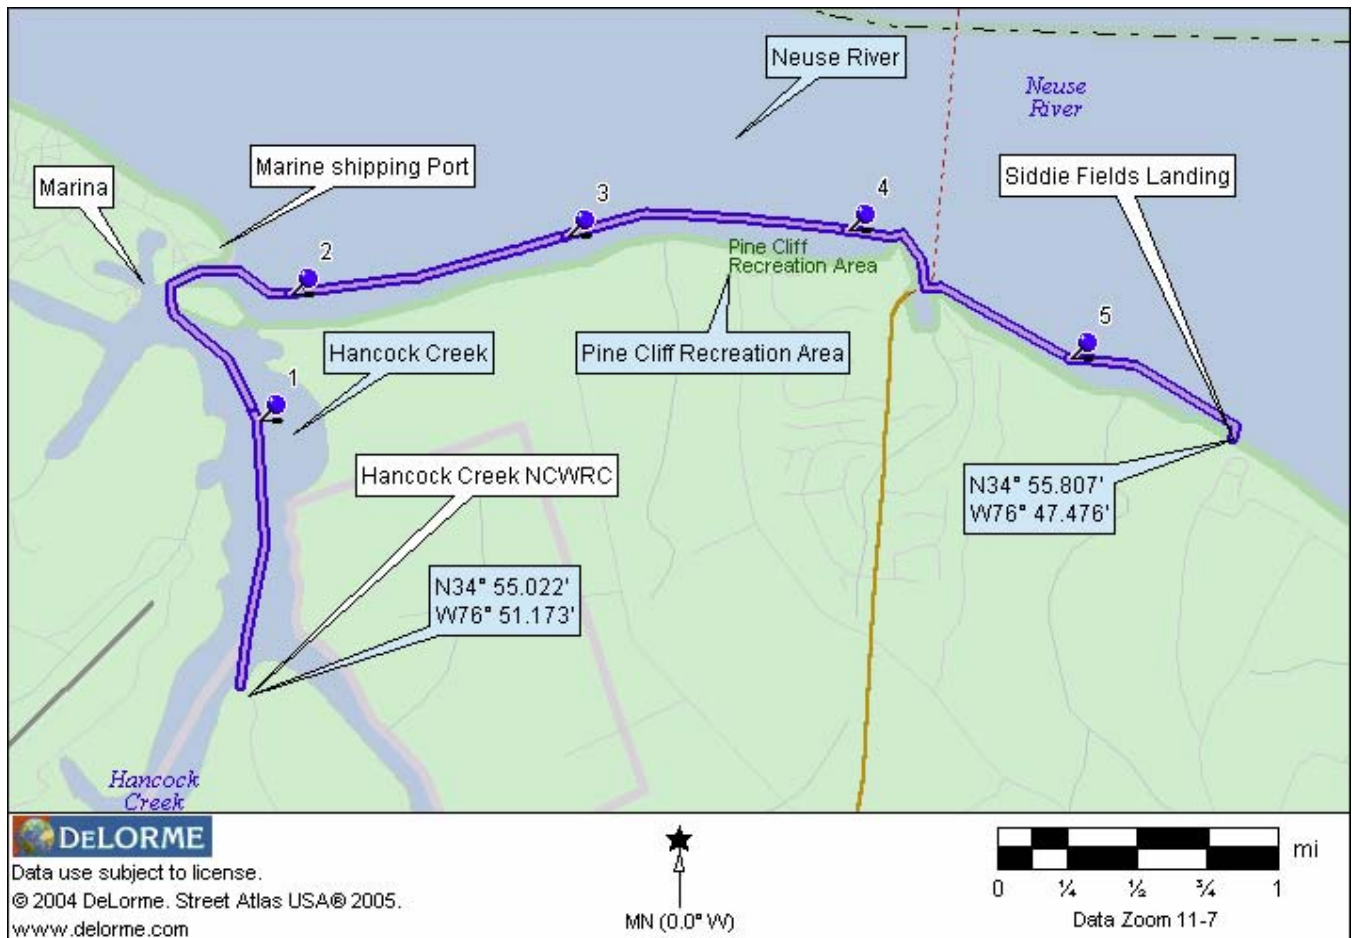 Neuse River
Neuse
River
Marine shipping Port
Siddie Fields Landing
Marina
3
4
2
Pine Cliff
Recreation Area
5
Hancock Creek
Pine Cliff Recreation Area
1
Hancock Creek NCWRC
N34° 55.807'
W76° 47.476'
N34° 55.022'
W76° 51.173'
Hancock
Creek
DELORME
Data use subject to license.
© 2004 DeLorme. Street Atlas USA® 2005.
www.delorme.com
MN (0.0° W)
mi
0 ¼ ½ ¾ 1
Data Zoom 11-7